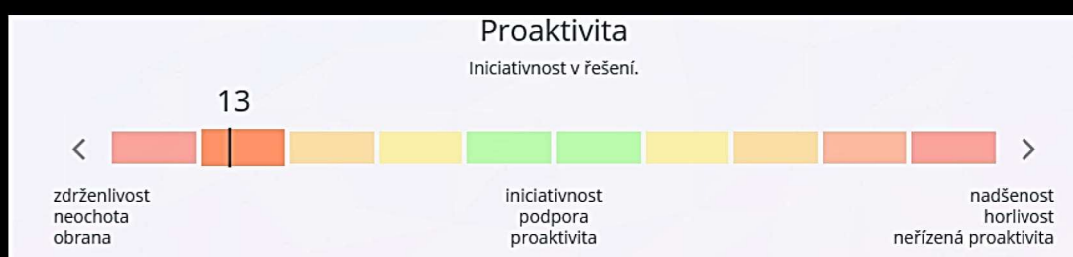 Proaktivita
Iniciativnost v řešení.
13
zdrženlivost
neochota
obrana
iniciativnost
podpora
proaktivita
nadšenost
horlivost
neřízená proaktivita